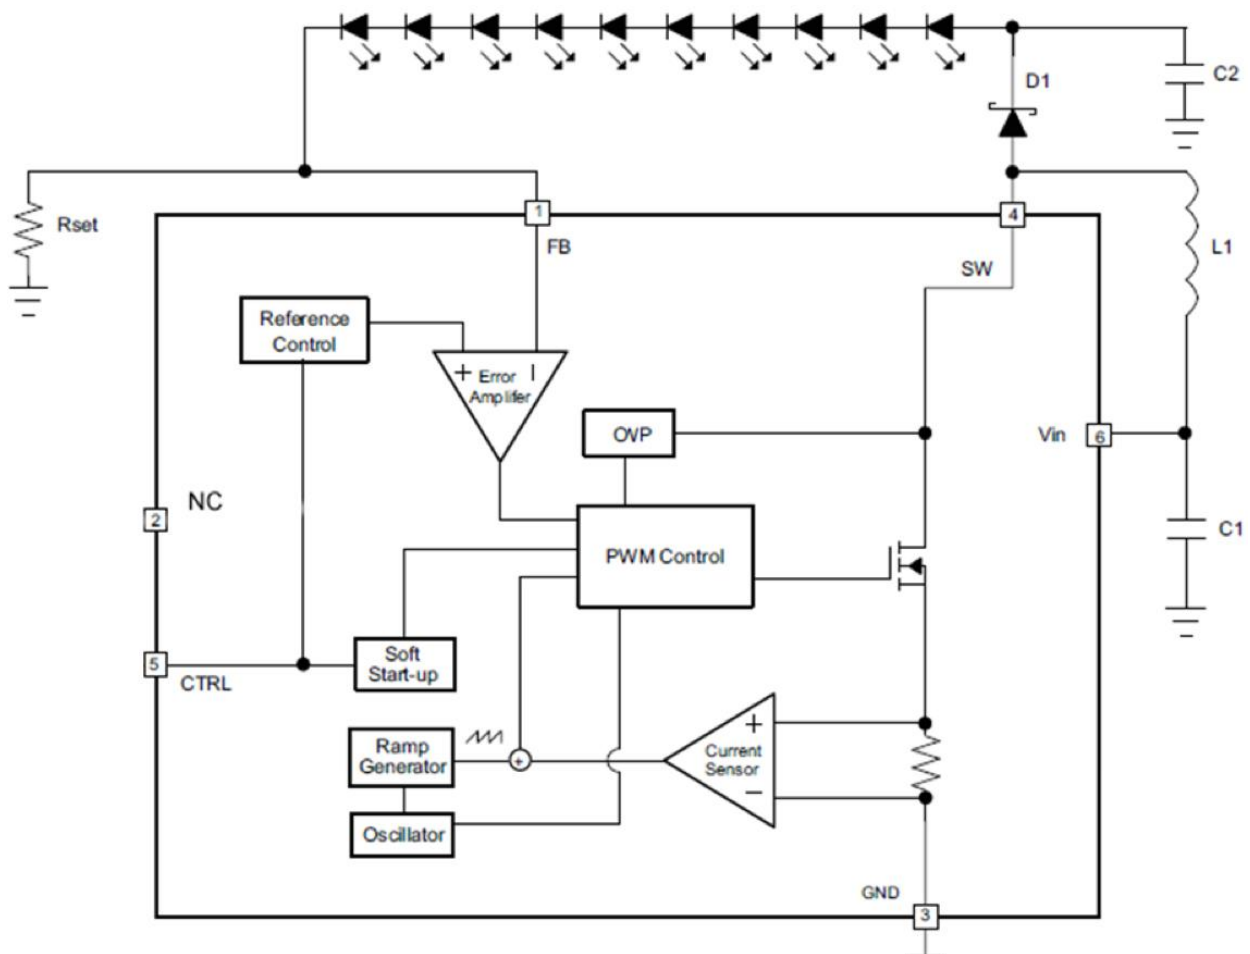 D1
C2
Rset
1
4
FB
L1
SW
Reference
Control
+ Error −
Amplifer
OVP
Vin
6
NC
2
PWM Control
C1
5
CTRL
Soft
Start-up
+
Ramp
Generator
+
Current
Sensor
−
Oscillator
GND
3